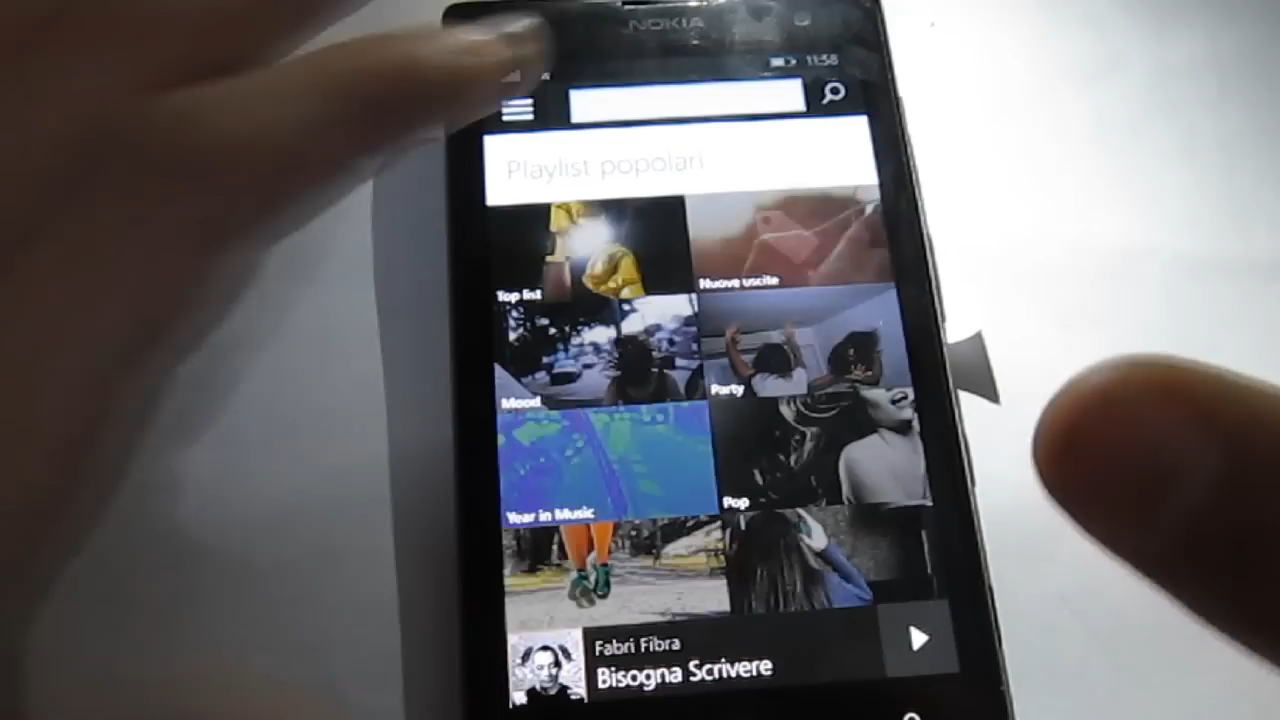 NOKIA
11:58
Playlist popolari
Top list
Nuove uscite
Mood
Party
Year in Music
Pop
Fabri Fibra
Bisogna Scrivere